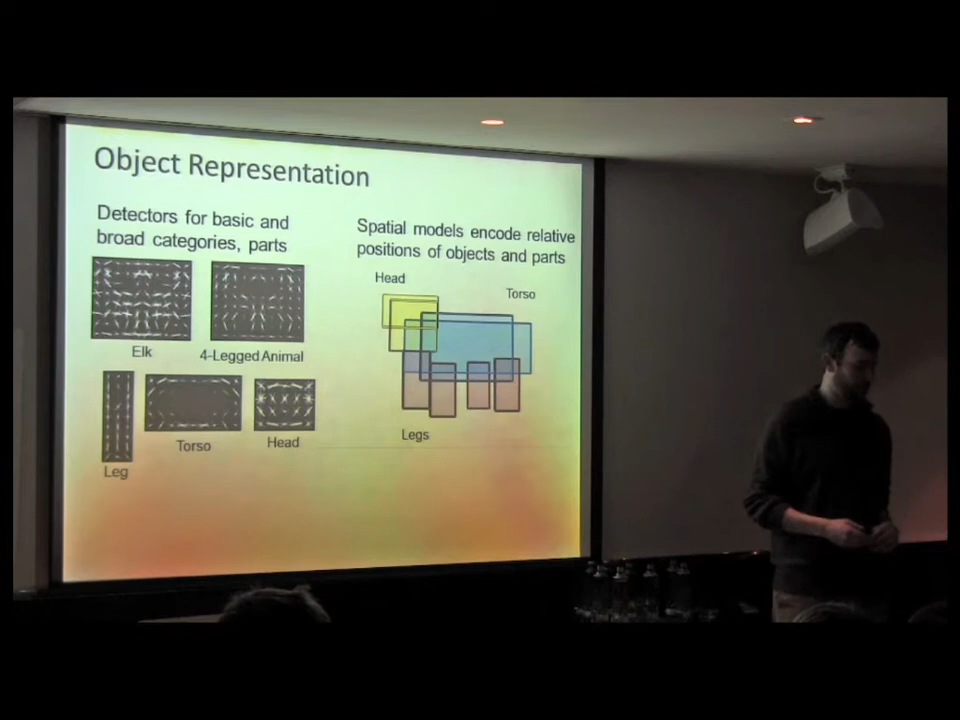 Object Representation
Detectors for basic and
broad categories, parts
Elk
4-Legged Animal
Leg
Torso
Head
Spatial models encode relative
positions of objects and parts
Head
Torso
Legs